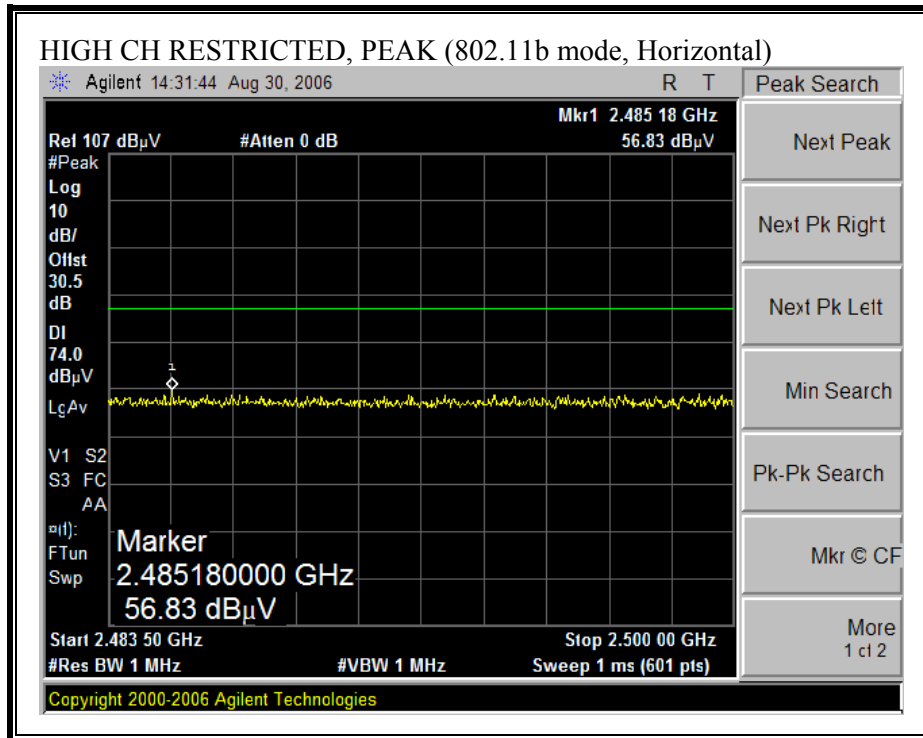 HIGH CH RESTRICTED, PEAK (802.11b mode, Horizontal)
Agilent 14:31:44 Aug 30, 2006 R T
Peak Search
Mkr1 2.485 18 GHz
Ref 107 dBµV #Atten 0 dB 56.83 dBµV
#Peak
Log
10
dB/
Offst
30.5
dB
DI
74.0
dBµV
LgAv
1
V1 S2
S3 FC
AA
¤(f):
FTun
Swp
Marker
2.485180000 GHz
56.83 dBµV
Start 2.483 50 GHz Stop 2.500 00 GHz
#Res BW 1 MHz #VBW 1 MHz Sweep 1 ms (601 pts)
Copyright 2000-2006 Agilent Technologies
Next Peak
Next Pk Right
Next Pk Left
Min Search
Pk-Pk Search
Mkr © CF
More
1 of 2